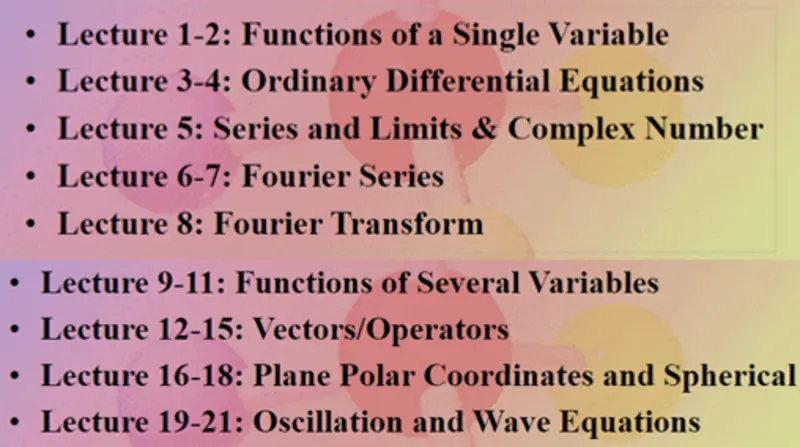 • Lecture 1-2: Functions of a Single Variable
• Lecture 3-4: Ordinary Differential Equations
• Lecture 5: Series and Limits & Complex Number
• Lecture 6-7: Fourier Series
• Lecture 8: Fourier Transform
• Lecture 9-11: Functions of Several Variables
• Lecture 12-15: Vectors/Operators
• Lecture 16-18: Plane Polar Coordinates and Spherical
• Lecture 19-21: Oscillation and Wave Equations